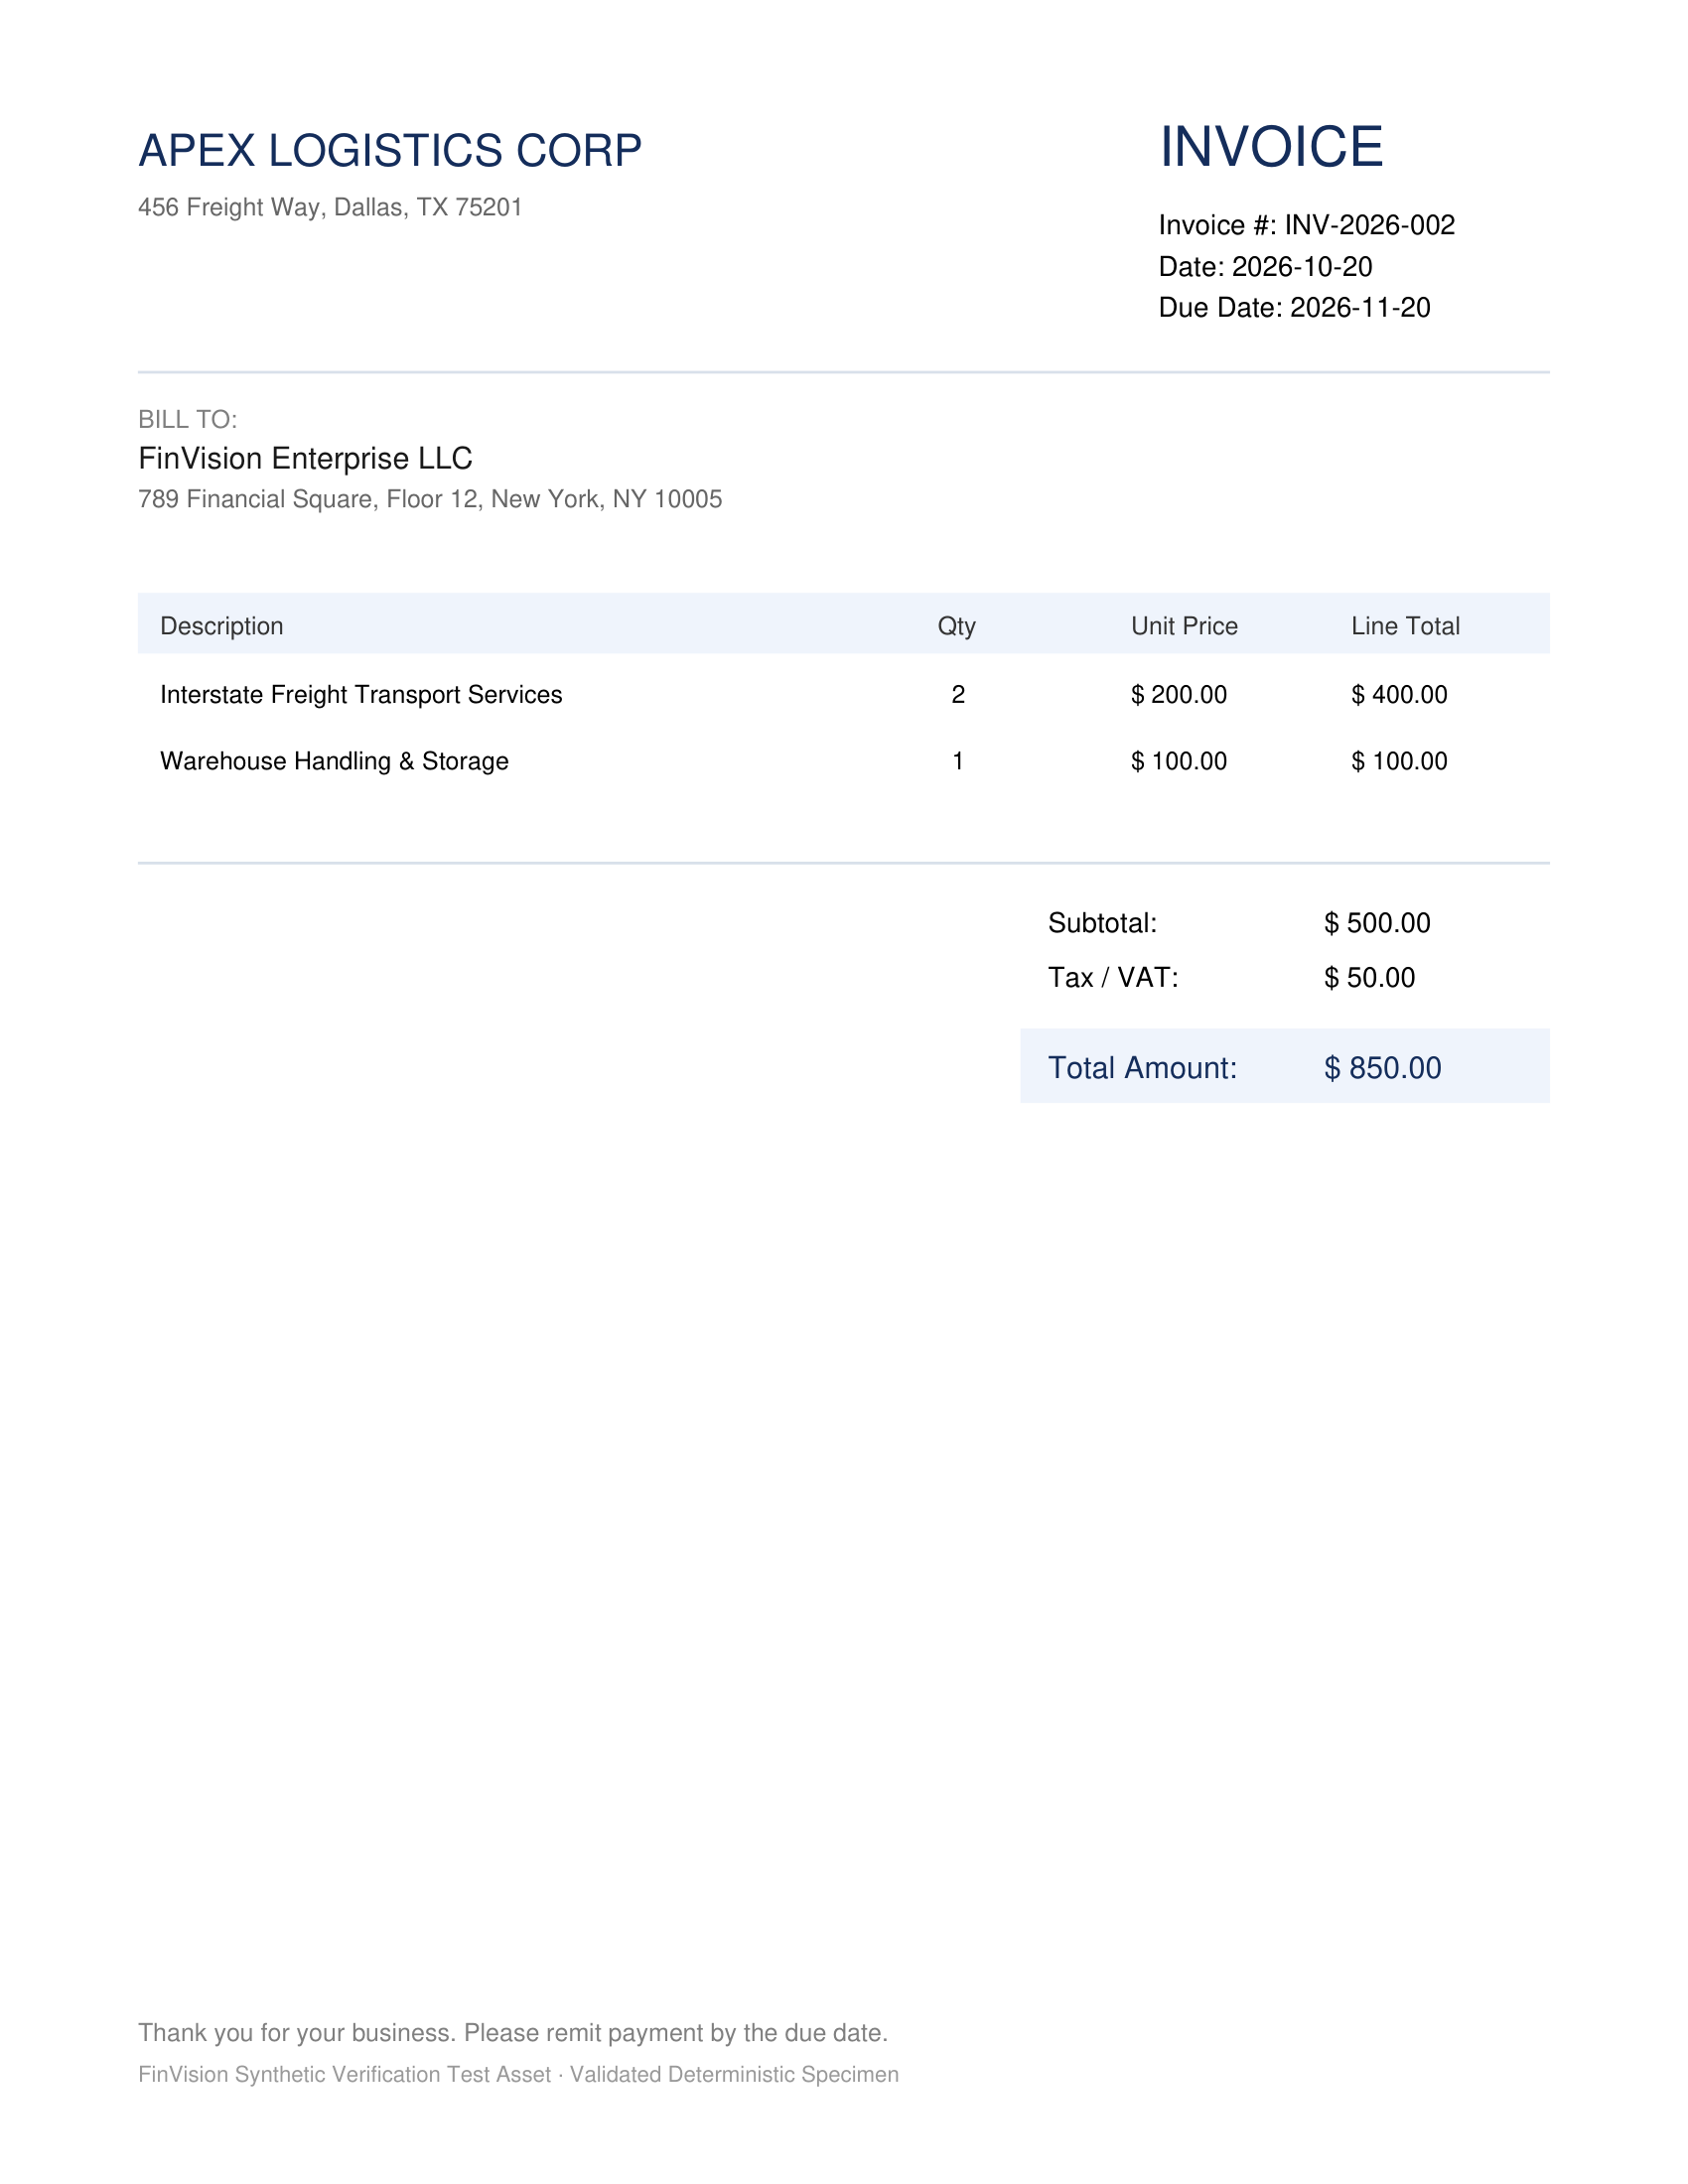 APEX LOGISTICS CORP
456 Freight Way, Dallas, TX 75201
INVOICE
Invoice #: INV-2026-002
Date: 2026-10-20
Due Date: 2026-11-20
BILL TO:
FinVision Enterprise LLC
789 Financial Square, Floor 12, New York, NY 10005
Description Qty Unit Price Line Total
Interstate Freight Transport Services 2 $ 200.00 $ 400.00
Warehouse Handling & Storage 1 $ 100.00 $ 100.00
Subtotal: $ 500.00
Tax / VAT: $ 50.00
Total Amount: $ 850.00
Thank you for your business. Please remit payment by the due date.
FinVision Synthetic Verification Test Asset · Validated Deterministic Specimen